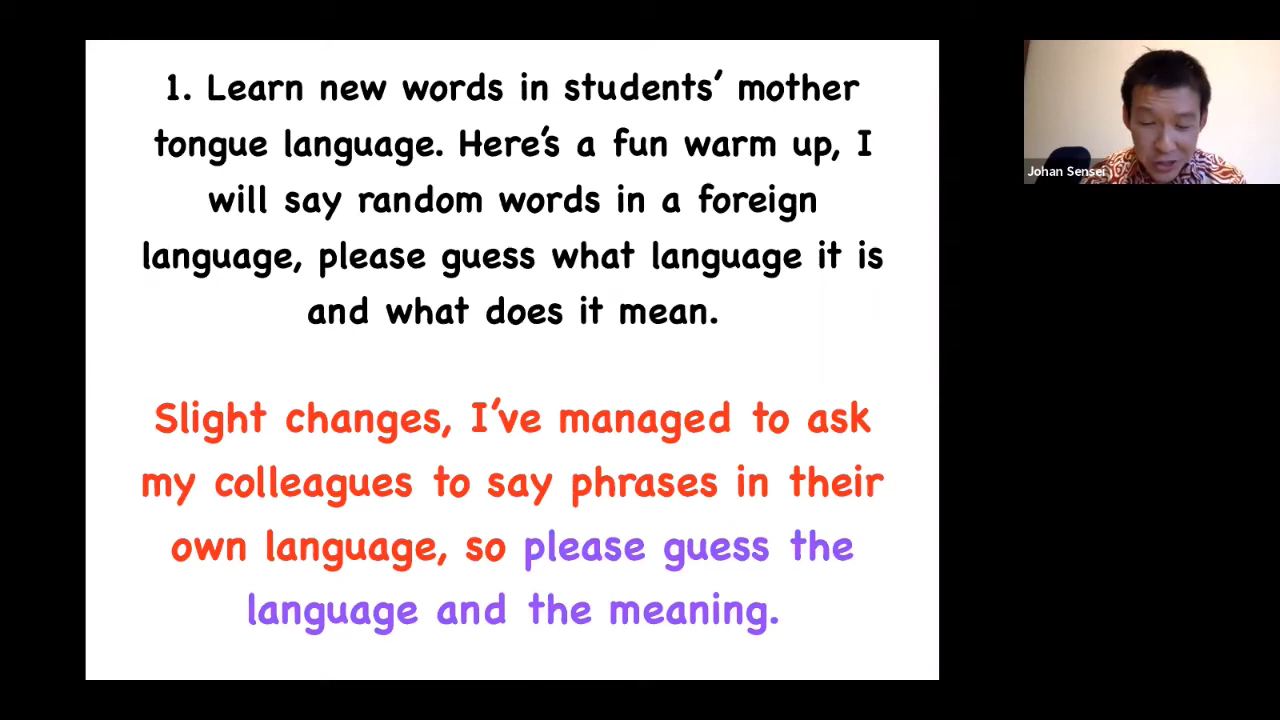 1. Learn new words in students’ mother
tongue language. Here’s a fun warm up, I
will say random words in a foreign
language, please guess what language it is
and what does it mean.
Slight changes, I’ve managed to ask
my colleagues to say phrases in their
own language, so please guess the
language and the meaning.
Johan Sensei